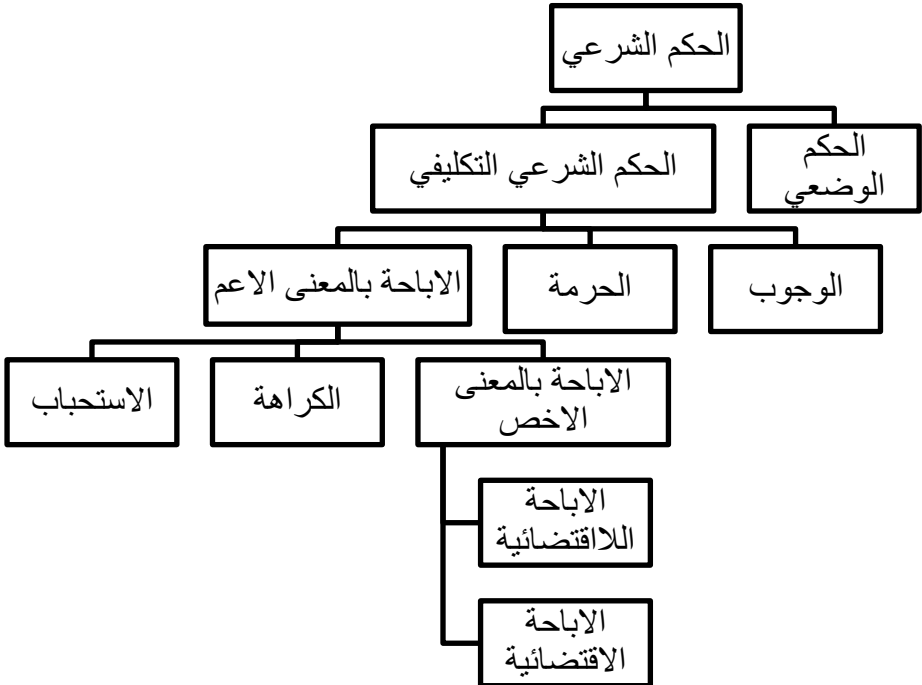 الحكم الشرعي
الحكم
الوضعي
الحكم الشرعي التكليفي
الوجوب
الحرمة
الاباحة بالمعنى الاعم
الاباحة بالمعنى
الاخص
الكراهة
الاستحباب
الاباحة
اللااقتضائية
الاباحة
الاقتضائية